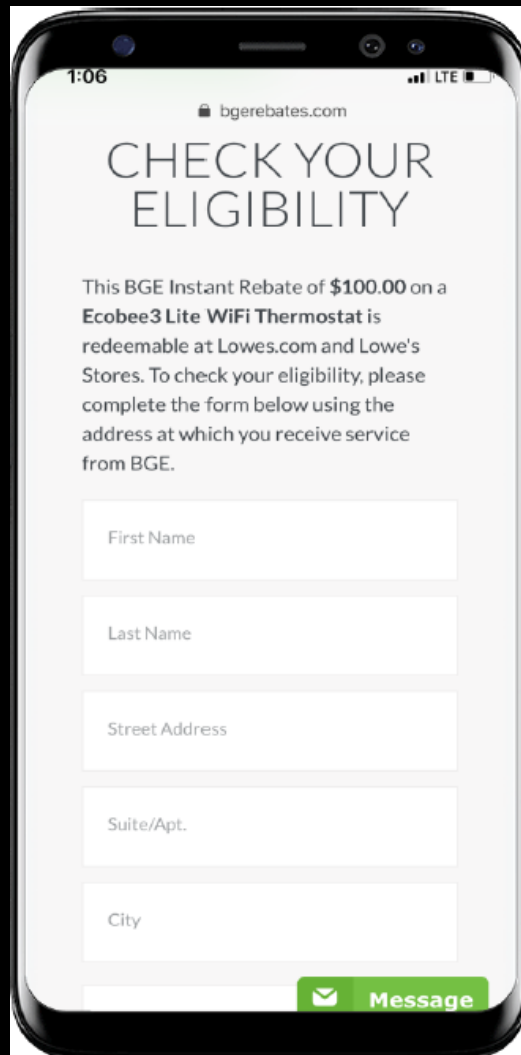 1:06
LTE
bgerebates.com
CHECK YOUR
ELIGIBILITY
This BGE Instant Rebate of $100.00 on a
Ecobee3 Lite WiFi Thermostat is
redeemable at Lowes.com and Lowe's
Stores. To check your eligibility, please
complete the form below using the
address at which you receive service
from BGE.
First Name
Last Name
Street Address
Suite/Apt.
City
Message